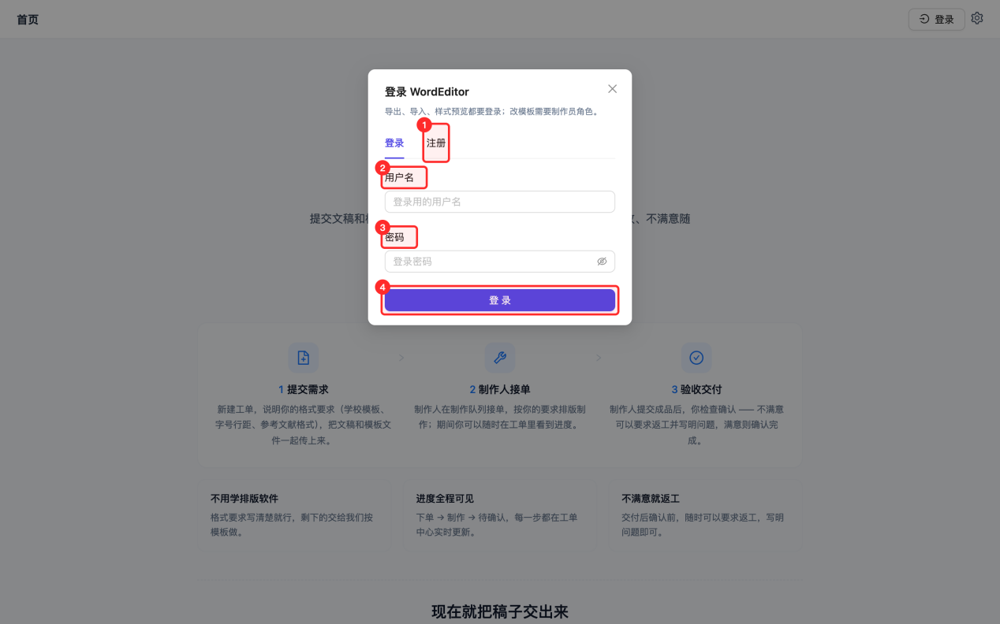 首页
登录
登录 WordEditor
导出、导入、样式预览都要登录；改模板需要制作员角色。
1
登录
注册
2
用户名
登录用的用户名
提交文稿和
、不满意随
3
密码
登录密码
4
登 录
1 提交需求
新建工单，说明你的格式要求（学校模板、
字号行距、参考文献格式），把文稿和模板文
件一起传上来。
2 制作人接单
制作人在制作队列接单，按你的要求排版制
作；期间你可以随时在工单里看到进度。
3 验收交付
制作人提交成品后，你检查确认 —— 不满意
可以要求返工并写明问题，满意则确认完
成。
不用学排版软件
格式要求写清楚就行，剩下的交给我们按
模板做。
进度全程可见
下单 → 制作 → 待确认，每一步都在工单
中心实时更新。
不满意就返工
交付后确认前，随时可以要求返工，写明
问题即可。
现在就把稿子交出来